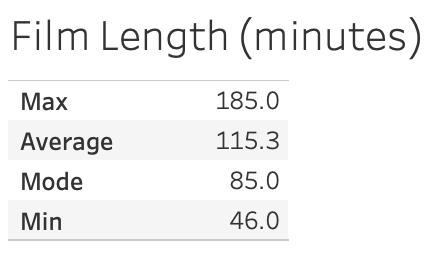 Film Length (minutes)
Max 185.0
Average 115.3
Mode 85.0
Min 46.0